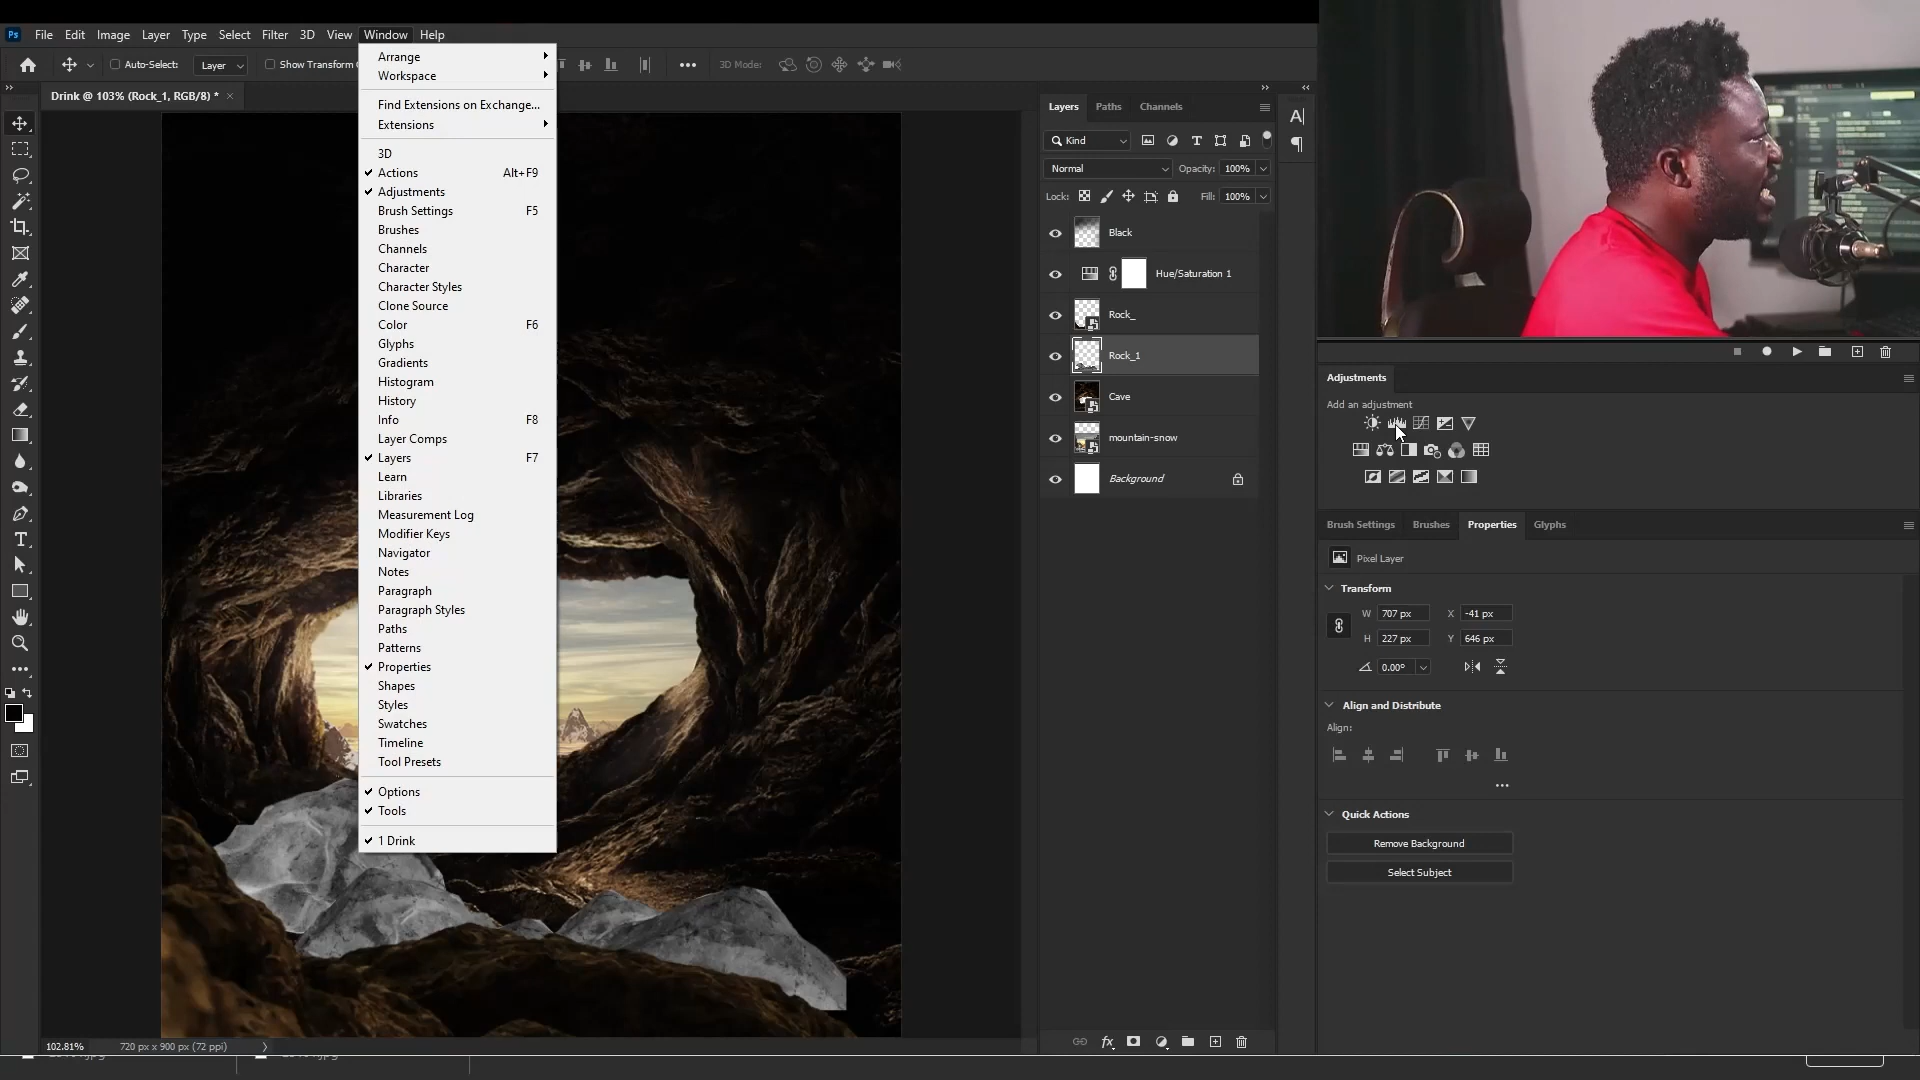 Ps File Edit Image Layer Type Select Filter 3D View Window Help
Auto-Select: Layer Show Transform 3D Mode:
Drink @ 103% (Rock_1, RGB/8) *
Arrange
Workspace
Find Extensions on Exchange...
Extensions
3D
Actions Alt+F9
Adjustments
Brush Settings F5
Brushes
Channels
Character
Character Styles
Clone Source
Color F6
Glyphs
Gradients
Histogram
History
Info F8
Layer Comps
Layers F7
Learn
Libraries
Measurement Log
Modifier Keys
Navigator
Notes
Paragraph
Paragraph Styles
Paths
Patterns
Properties
Shapes
Styles
Swatches
Timeline
Tool Presets
Options
Tools
1 Drink
102.81% 720 px x 900 px (72 ppi)
Layers Paths Channels
Kind
Normal Opacity: 100%
Lock: Fill: 100%
Black
Hue/Saturation 1
Rock_
Rock_1
Cave
mountain-snow
Background
fx
Adjustments
Add an adjustment
Brush Settings Brushes Properties Glyphs
Pixel Layer
Transform
W 707 px X -41 px
H 227 px Y 646 px
0.00°
Align and Distribute
Align:
Quick Actions
Remove Background
Select Subject